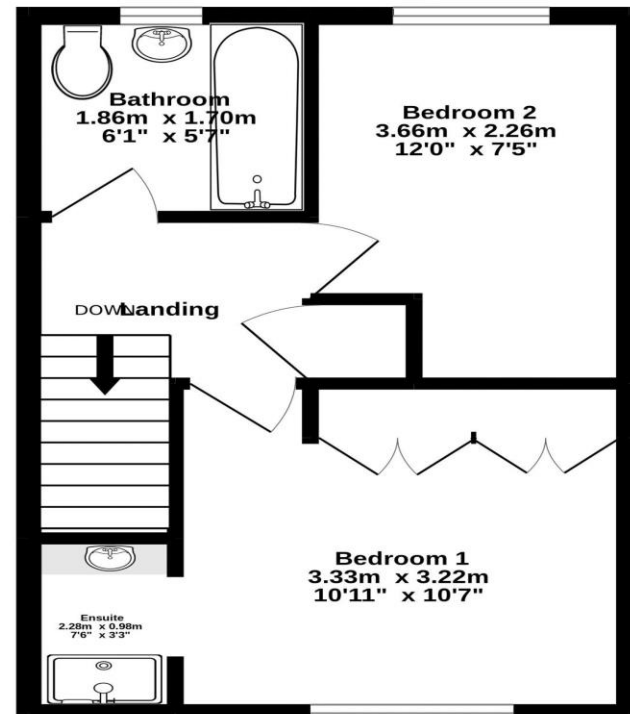 Bathroom
1.86m x 1.70m
6'1" x 5'7"
Bedroom 2
3.66m x 2.26m
12'0" x 7'5"
DOWN
Landing
Bedroom 1
3.33m x 3.22m
10'11" x 10'7"
Ensuite
2.28m x 0.98m
7'6" x 3'3"